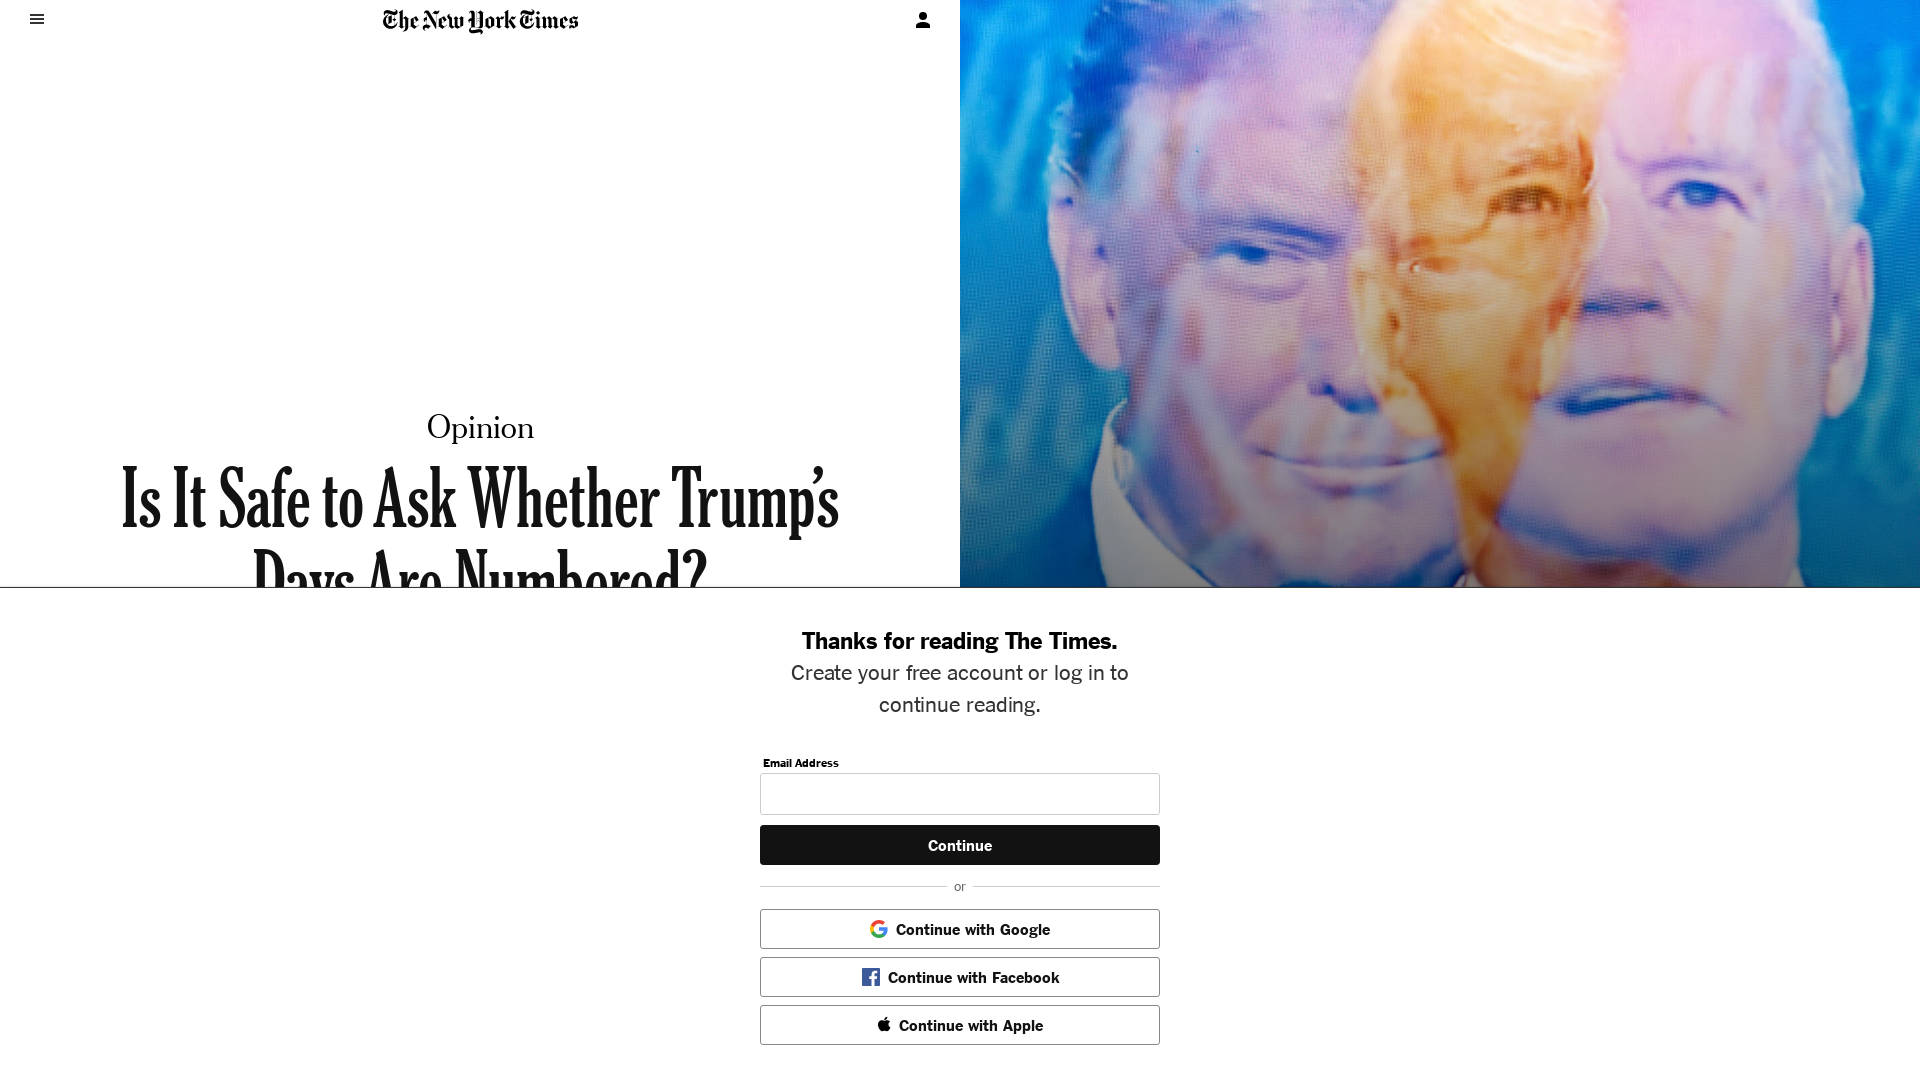 The New York Times
Opinion
Is It Safe to Ask Whether Trump’s
Days Are Numbered?
Thanks for reading The Times.
Create your free account or log in to
continue reading.
Email Address
Continue
or
Continue with Google
Continue with Facebook
Continue with Apple